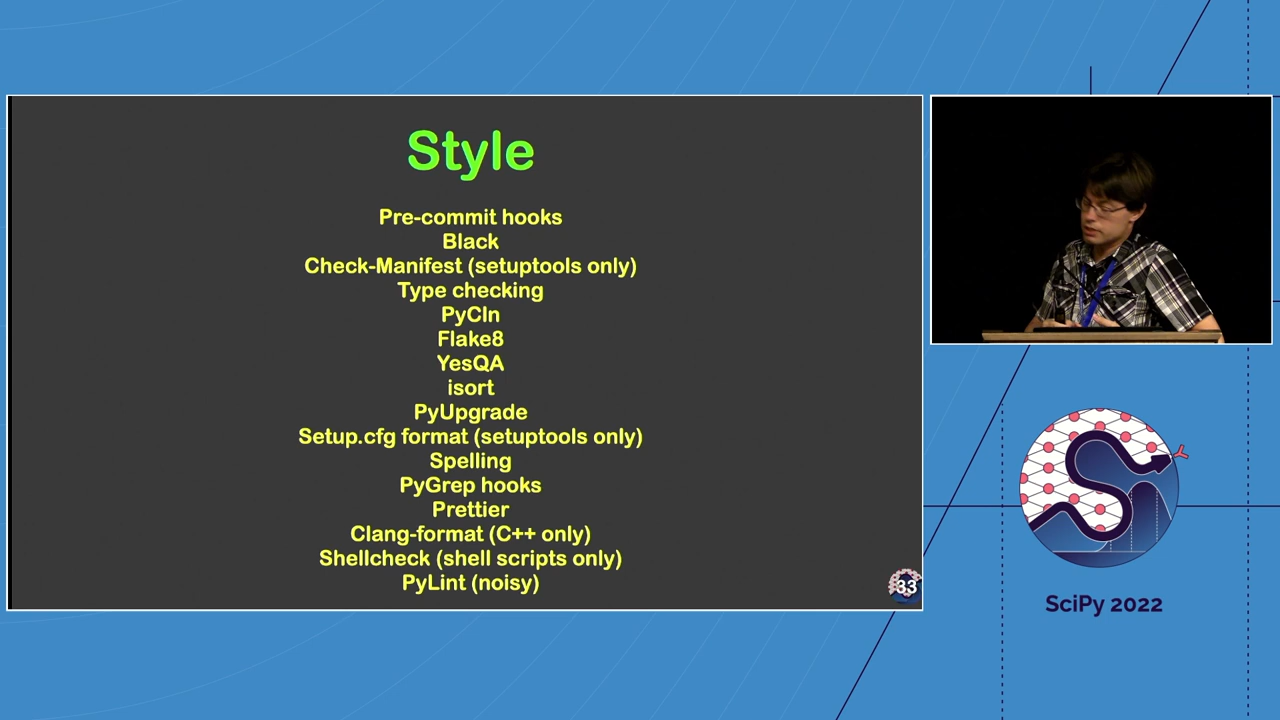 Style
Pre-commit hooks
Black
Check-Manifest (setuptools only)
Type checking
PyCln
Flake8
YesQA
isort
PyUpgrade
Setup.cfg format (setuptools only)
Spelling
PyGrep hooks
Prettier
Clang-format (C++ only)
Shellcheck (shell scripts only)
PyLint (noisy)
33
SciPy 2022